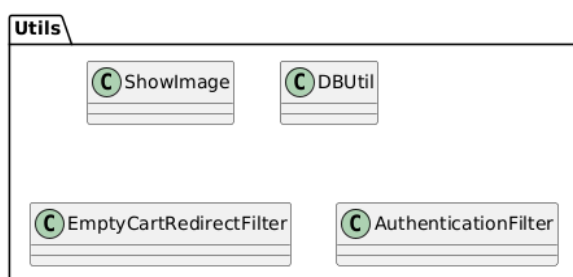 Utils
C ShowImage
C DBUtil
C EmptyCartRedirectFilter
C AuthenticationFilter